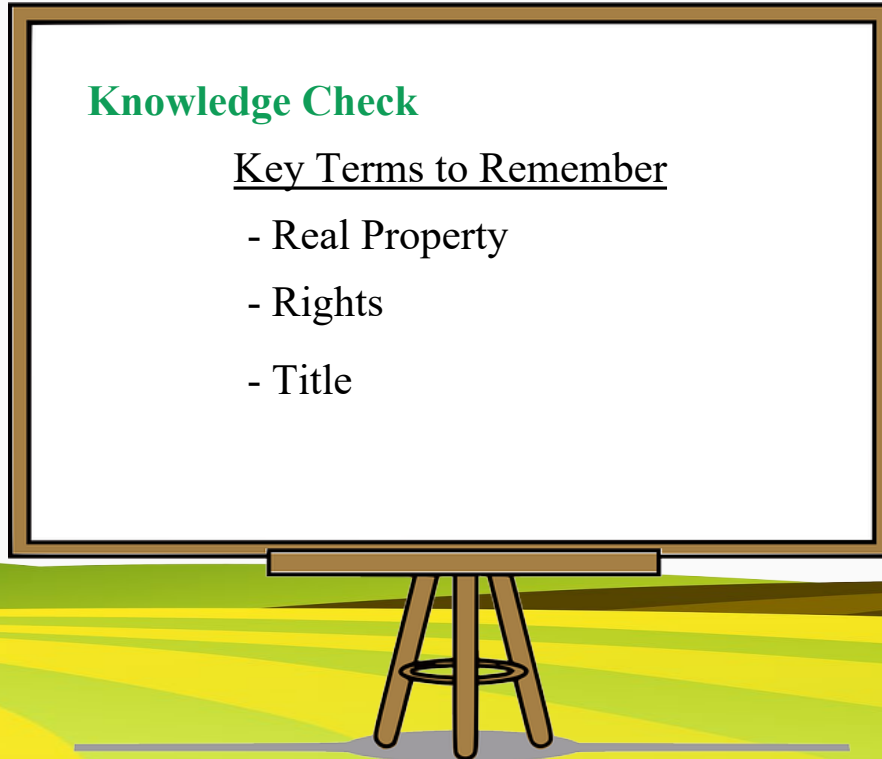 Knowledge Check
Key Terms to Remember
- Real Property
- Rights
- Title